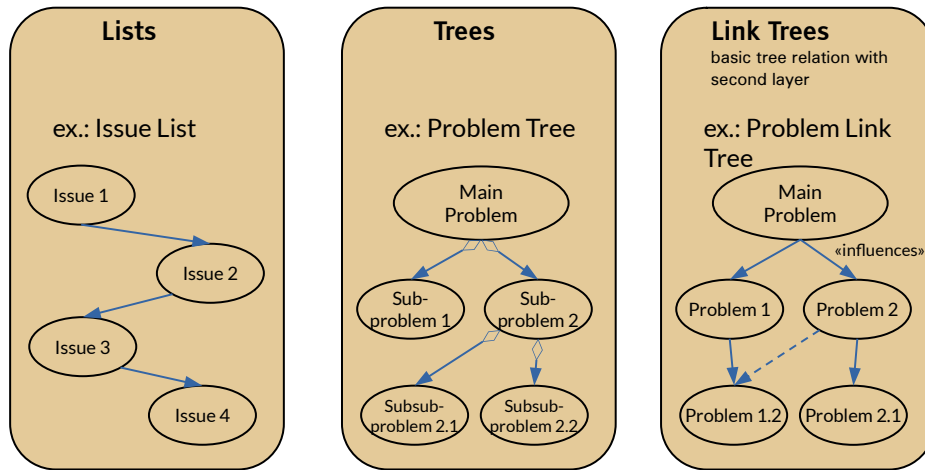 Lists
ex.: Issue List
Issue 1
Issue 2
Issue 3
Issue 4
Trees
ex.: Problem Tree
Main
Problem
Sub-
problem 1
Sub-
problem 2
Subsub-
problem 2.1
Subsub-
problem 2.2
Link Trees
basic tree relation with
second layer
ex.: Problem Link
Tree
Main
Problem
«influences»
Problem 1
Problem 2
Problem 1.2
Problem 2.1